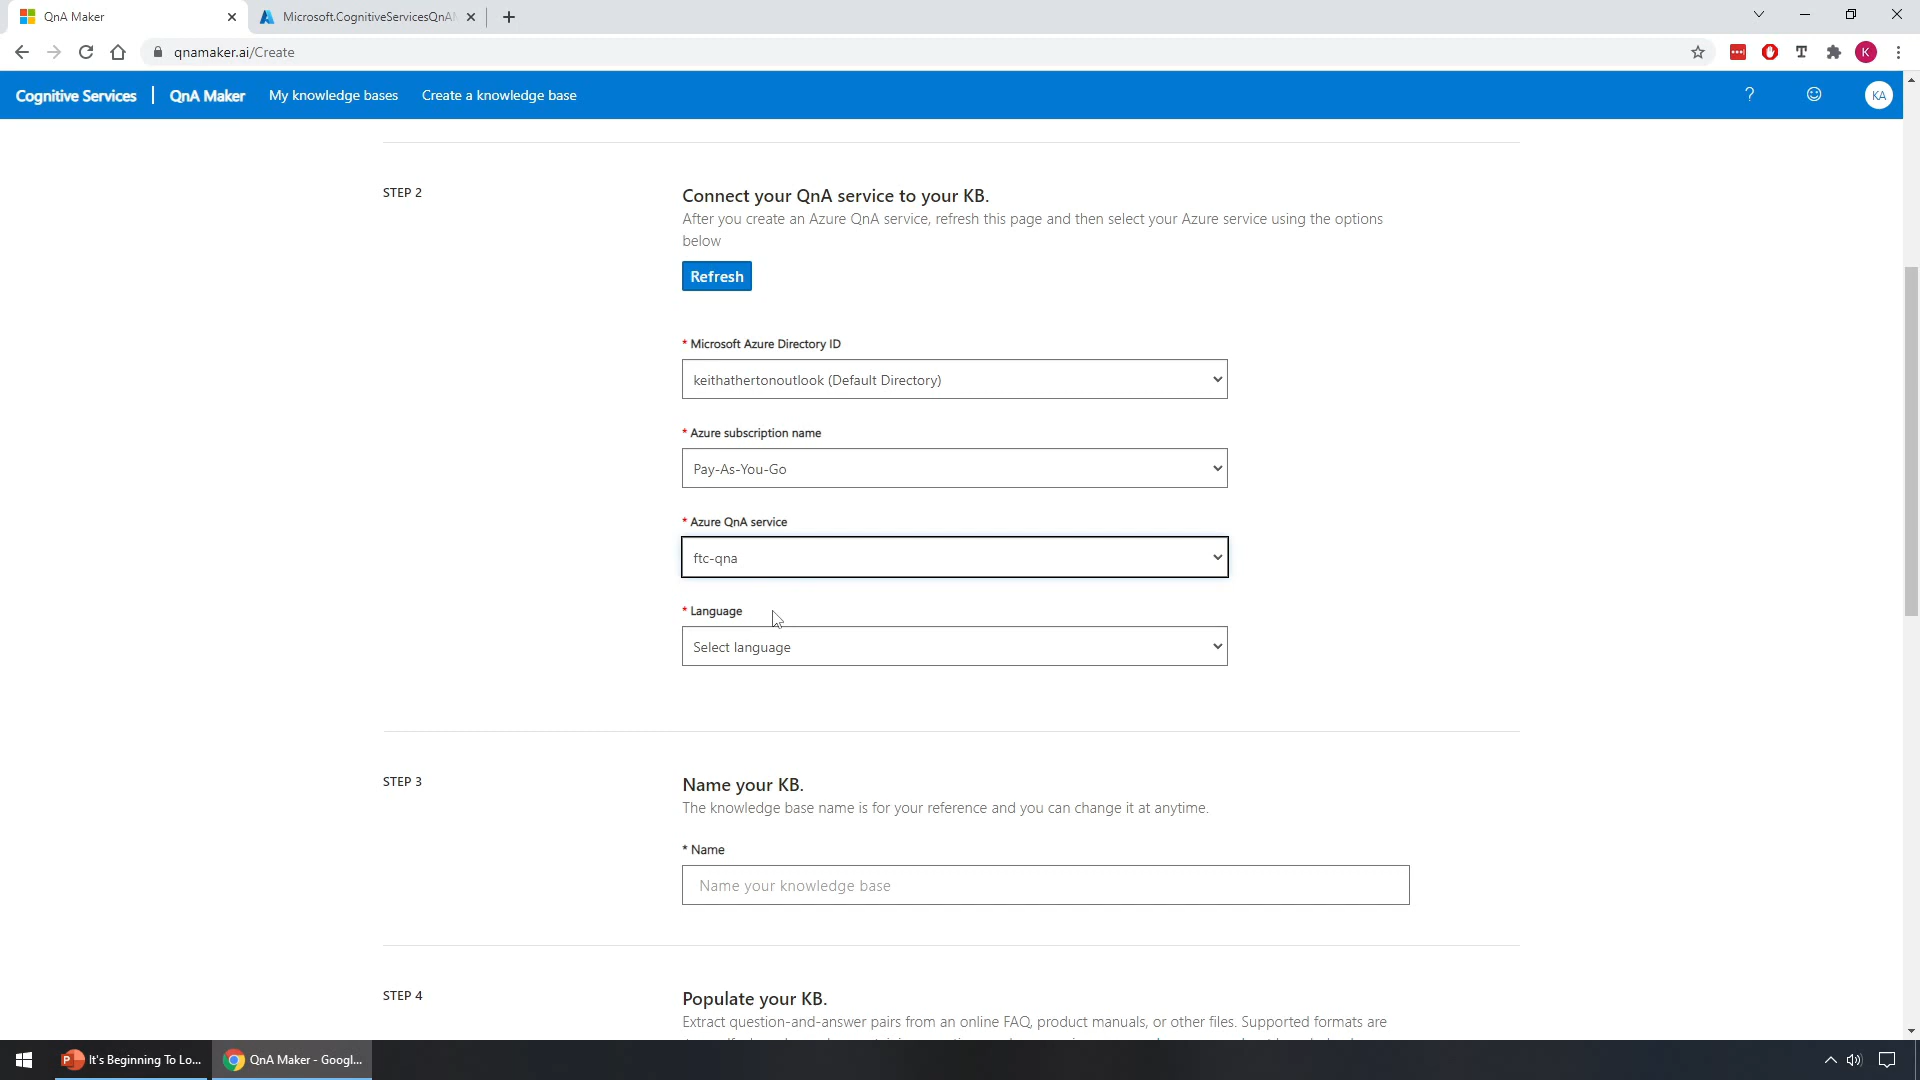 QnA Maker
Microsoft.CognitiveServicesQnAM
qnamaker.ai/Create
K
Cognitive Services
QnA Maker
My knowledge bases
Create a knowledge base
?
KA
STEP 2
Connect your QnA service to your KB.
After you create an Azure QnA service, refresh this page and then select your Azure service using the options
below
Refresh
* Microsoft Azure Directory ID
keithathertonoutlook (Default Directory)
* Azure subscription name
Pay-As-You-Go
* Azure QnA service
ftc-qna
* Language
Select language
STEP 3
Name your KB.
The knowledge base name is for your reference and you can change it at anytime.
* Name
Name your knowledge base
STEP 4
Populate your KB.
Extract question-and-answer pairs from an online FAQ, product manuals, or other files. Supported formats are
It's Beginning To Lo...
QnA Maker - Googl...